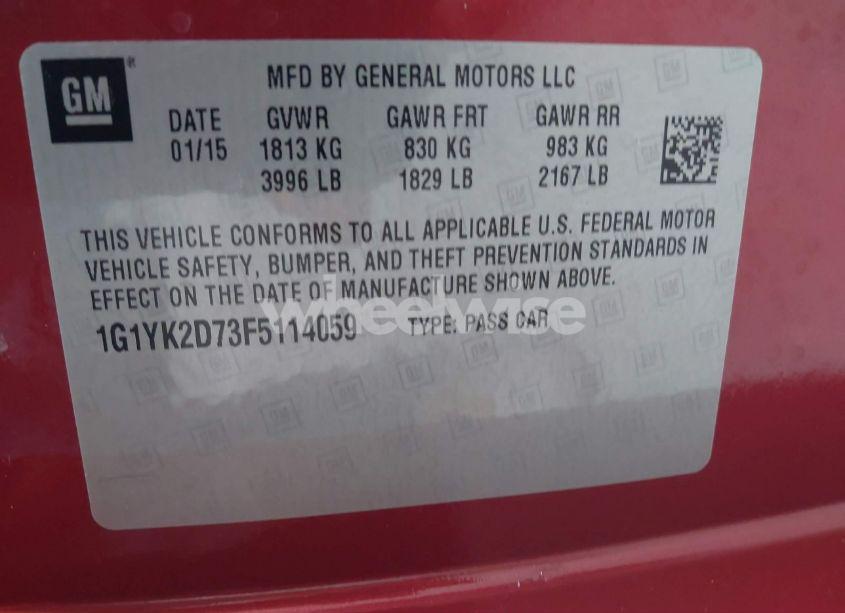 GM
MFD BY GENERAL MOTORS LLC
DATE GVWR GAWR FRT GAWR RR
01/15 1813 KG 830 KG 983 KG
3996 LB 1829 LB 2167 LB
THIS VEHICLE CONFORMS TO ALL APPLICABLE U.S. FEDERAL MOTOR
VEHICLE SAFETY, BUMPER, AND THEFT PREVENTION STANDARDS IN
EFFECT ON THE DATE OF MANUFACTURE SHOWN ABOVE.
wheelwise
1G1YK2D73F5114059 TYPE: PASS CAR